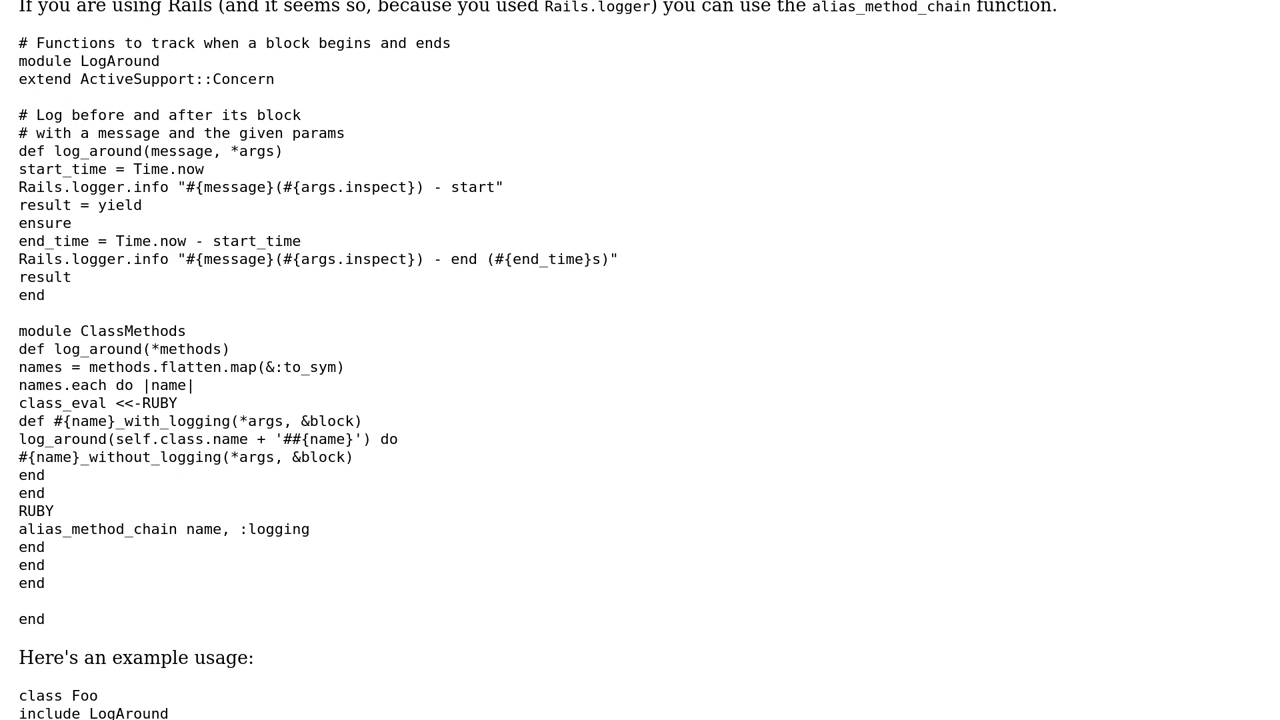 If you are using Rails (and it seems so, because you used Rails.logger) you can use the alias_method_chain function.
# Functions to track when a block begins and ends
module LogAround
extend ActiveSupport::Concern
# Log before and after its block
# with a message and the given params
def log_around(message, *args)
start_time = Time.now
Rails.logger.info "#{message}(#{args.inspect}) - start"
result = yield
ensure
end_time = Time.now - start_time
Rails.logger.info "#{message}(#{args.inspect}) - end (#{end_time}s)"
result
end
module ClassMethods
def log_around(*methods)
names = methods.flatten.map(&:to_sym)
names.each do |name|
class_eval <<-RUBY
def #{name}_with_logging(*args, &block)
log_around(self.class.name + '##{name}') do
#{name}_without_logging(*args, &block)
end
end
RUBY
alias_method_chain name, :logging
end
end
end
end
Here's an example usage:
class Foo
include LogAround